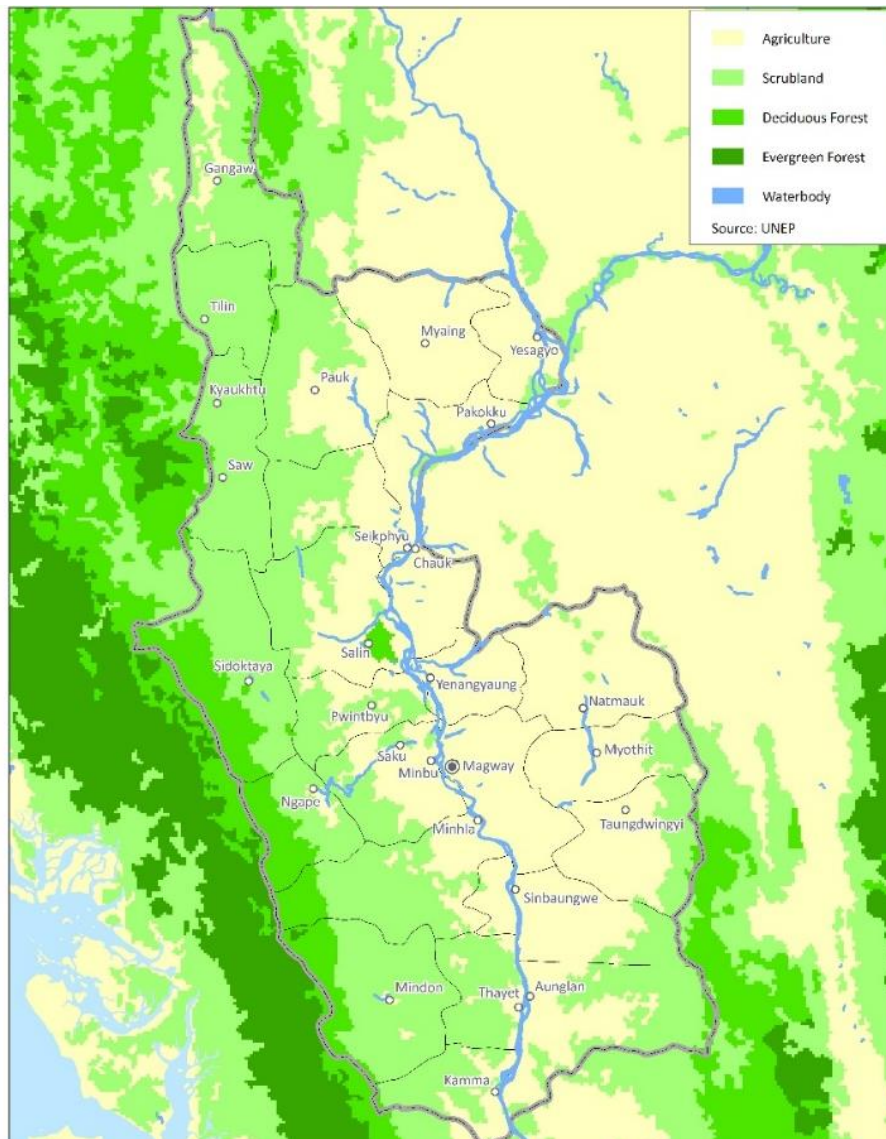 Agriculture
Scrubland
Deciduous Forest
Evergreen Forest
Waterbody
Source: UNEP
Gangaw
Tilin
Myaing
Yesagyo
Pauk
Kyaukhtu
Pakokku
Saw
Seikphyu
Chauk
Salin
Sidoktaya
Yenangyaung
Pwintbyu
Natmauk
Saku
Myothit
Minbu
Magway
Ngape
Taungdwingyi
Minhla
Sinbaungwe
Mindon
Thayet
Aunglan
Kamma